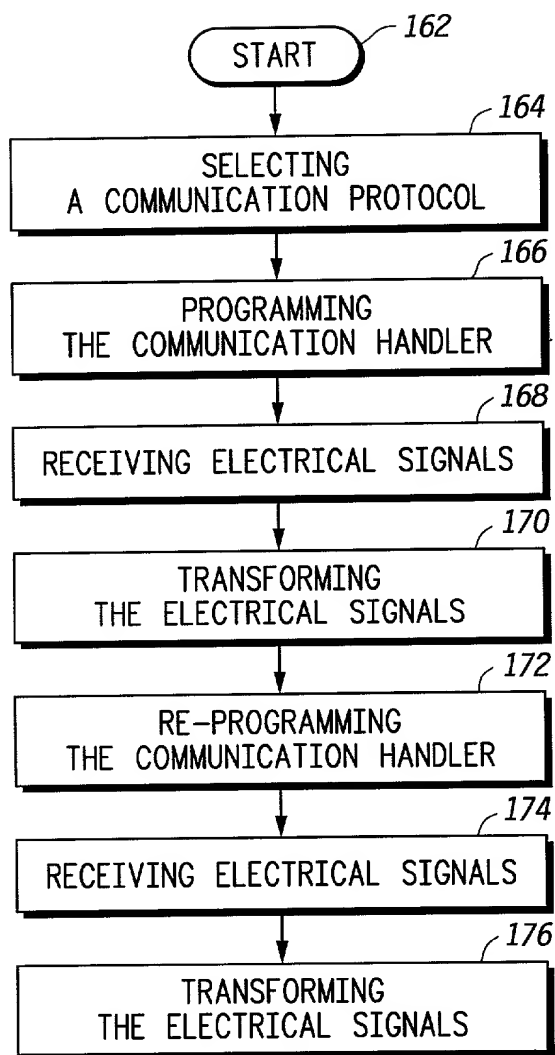 162
START
164
SELECTING
A COMMUNICATION PROTOCOL
166
PROGRAMMING
THE COMMUNICATION HANDLER
168
RECEIVING ELECTRICAL SIGNALS
170
TRANSFORMING
THE ELECTRICAL SIGNALS
172
RE-PROGRAMMING
THE COMMUNICATION HANDLER
174
RECEIVING ELECTRICAL SIGNALS
176
TRANSFORMING
THE ELECTRICAL SIGNALS